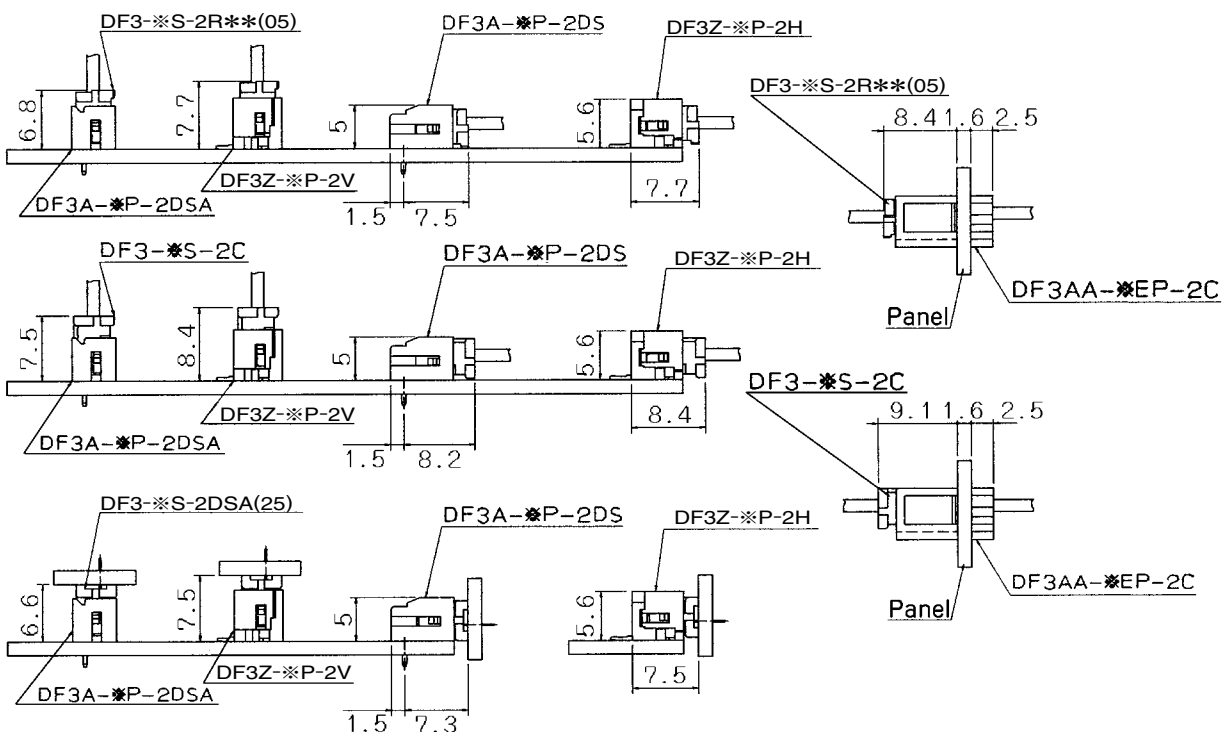 DF3-※S-2R**(05)
DF3A-※P-2DS
DF3Z-※P-2H
6.8
7.7
5
5.6
DF3Z-※P-2V
DF3A-※P-2DSA
1.5
7.5
7.7
DF3-※S-2R**(05)
8.4
1.6
2.5
DF3AA-※EP-2C
Panel
DF3-※S-2C
DF3A-※P-2DS
DF3Z-※P-2H
7.5
8.4
5
5.6
DF3Z-※P-2V
DF3A-※P-2DSA
1.5
8.2
8.4
DF3-※S-2C
9.1
1.6
2.5
DF3AA-※EP-2C
Panel
DF3-※S-2DSA(25)
DF3A-※P-2DS
DF3Z-※P-2H
6.6
7.5
5
5.6
DF3Z-※P-2V
DF3A-※P-2DSA
1.5
7.3
7.5